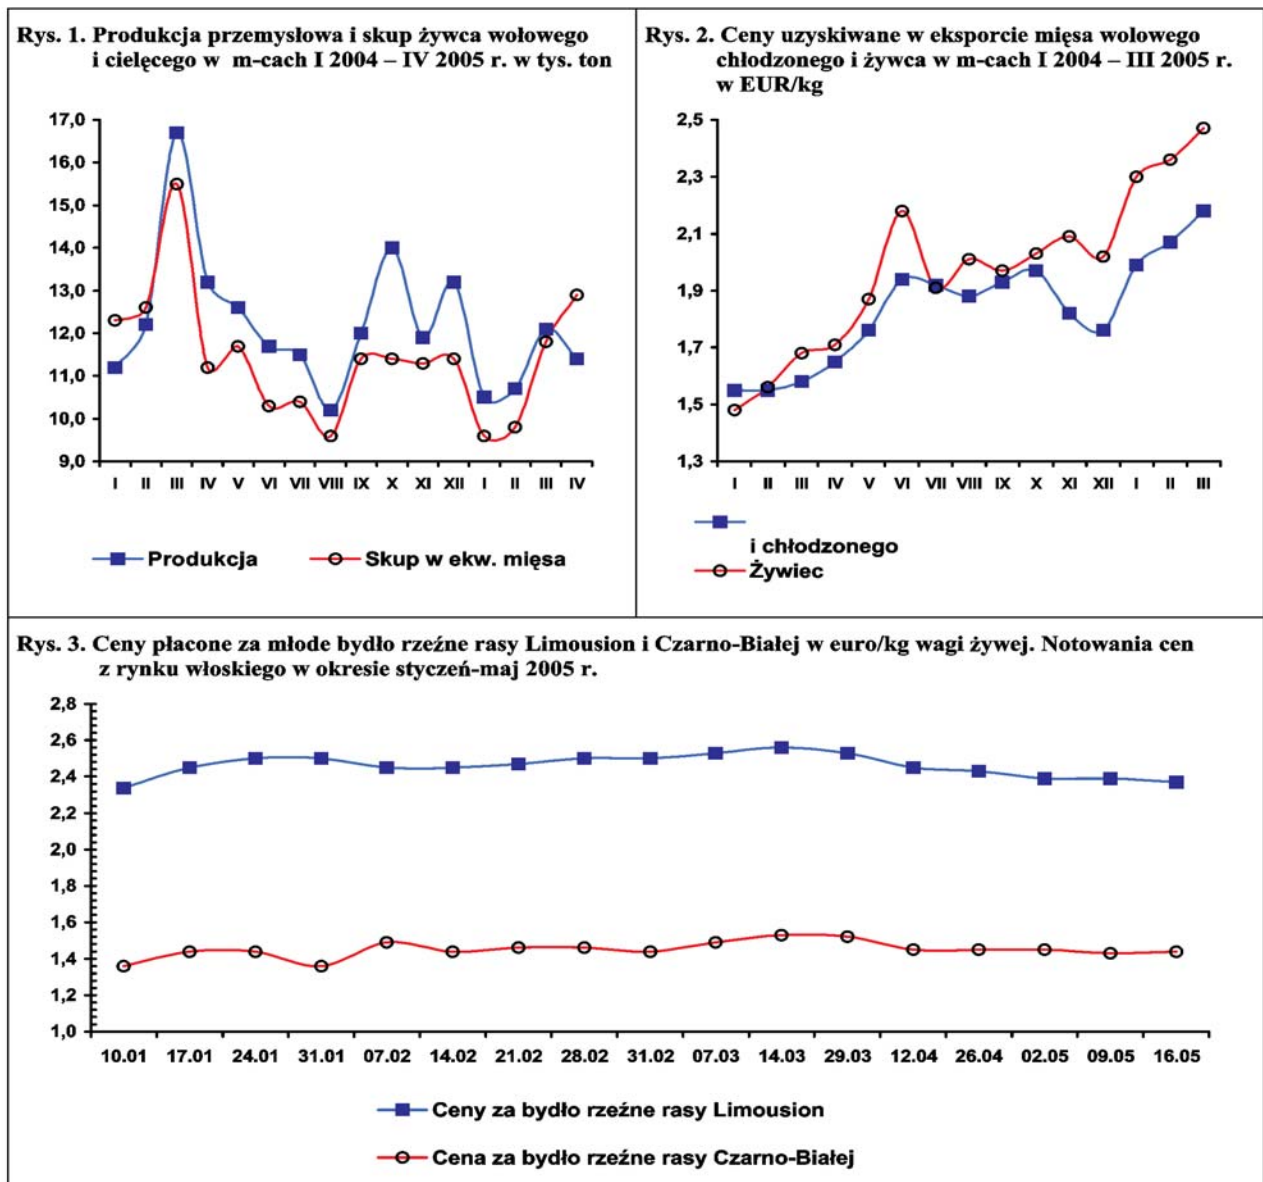 Rys. 1. Produkcja przemysłowa i skup żywca wołowego
i cielęcego w m-cach I 2004 – IV 2005 r. w tys. ton
17,0
16,0
15,0
14,0
13,0
12,0
11,0
10,0
9,0
I II III IV V VI VII VIII IX X XI XII I II III IV
Produkcja Skup w ekw. mięsa
Rys. 2. Ceny uzyskiwane w eksporcie mięsa wolowego
chłodzonego i żywca w m-cach I 2004 – III 2005 r.
w EUR/kg
2,5
2,3
2,1
1,9
1,7
1,5
1,3
I II III IV V VI VII VIII IX X XI XII I II III
i chłodzonego
Żywiec
Rys. 3. Ceny płacone za młode bydło rzeźne rasy Limousion i Czarno-Białej w euro/kg wagi żywej. Notowania cen
z rynku włoskiego w okresie styczeń-maj 2005 r.
2,8
2,6
2,4
2,2
2,0
1,8
1,6
1,4
1,2
1,0
10.01 17.01 24.01 31.01 07.02 14.02 21.02 28.02 31.02 07.03 14.03 29.03 12.04 26.04 02.05 09.05 16.05
Ceny za bydło rzeźne rasy Limousion
Cena za bydło rzeźne rasy Czarno-Białej